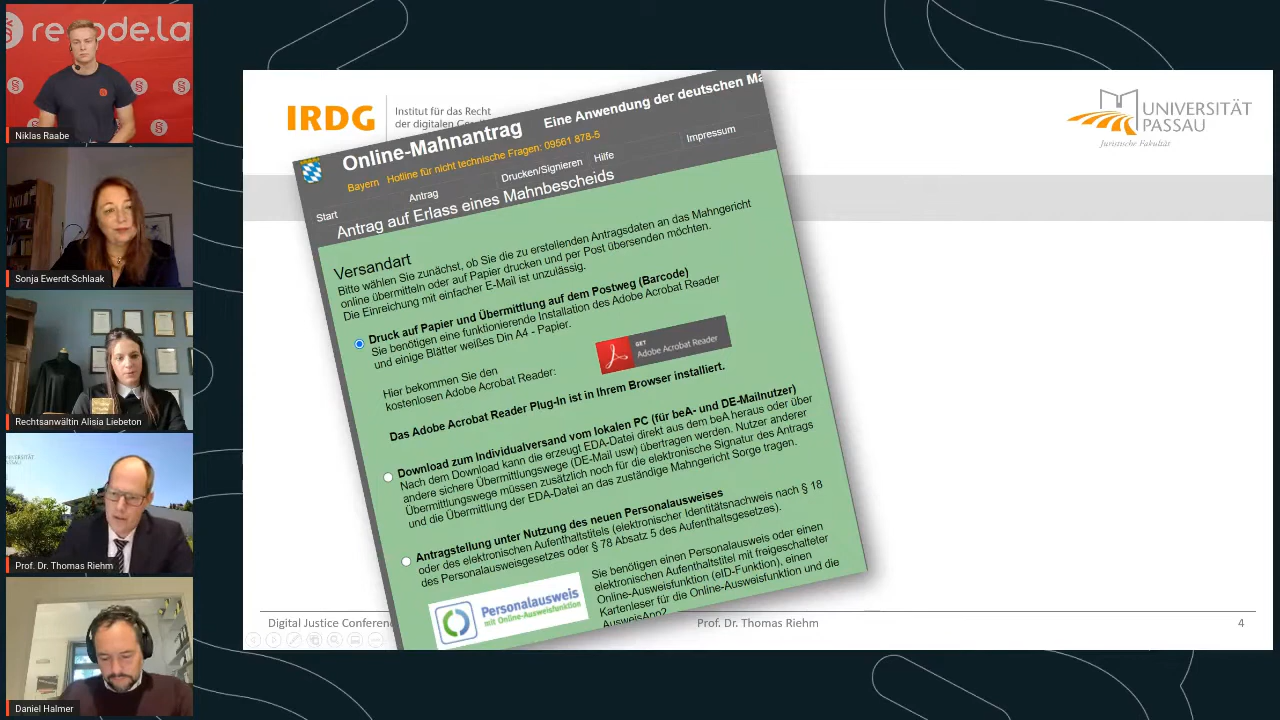 recode.la
Niklas Raabe
Sonja Ewerdt-Schlaak
Rechtsanwältin Alisia Liebeton
UNIVERSITÄT
PASSAU
Prof. Dr. Thomas Riehm
Daniel Halmer
IRDG
Institut für das Recht
der digitalen
UNIVERSITÄT
PASSAU
Juristische Fakultät
Online-Mahnantrag
Eine Anwendung der deutschen Ma
Bayern Hotline für nicht technische Fragen: 09561 878-5
Start
Antrag
Drucken/Signieren
Hilfe
Impressum
Antrag auf Erlass eines Mahnbescheids
Versandart
Bitte wählen Sie zunächst, ob Sie die zu erstellenden Antragsdaten an das Mahngericht
online übermitteln oder auf Papier drucken und per Post übersenden möchten.
Die Einreichung mit einfacher E-Mail ist unzulässig.
Druck auf Papier und Übermittlung auf dem Postweg (Barcode)
Sie benötigen eine funktionierende Installation des Adobe Acrobat Reader
und einige Blätter weißes Din A4 - Papier.
Hier bekommen Sie den
kostenlosen Adobe Acrobat Reader:
GET
Adobe Acrobat Reader
Das Adobe Acrobat Reader Plug-In ist in Ihrem Browser installiert.
Download zum Individualversand vom lokalen PC (für beA- und DE-Mailnutzer)
Nach dem Download kann die erzeugt EDA-Datei direkt aus dem beA heraus oder über
andere sichere Übermittlungswege (DE-Mail usw) übertragen werden. Nutzer anderer
Übermittlungswege müssen zusätzlich noch für die elektronische Signatur des Antrags
und die Übermittlung der EDA-Datei an das zuständige Mahngericht Sorge tragen.
Antragstellung unter Nutzung des neuen Personalausweises
oder des elektronischen Aufenthaltstitels (elektronischer Identitätsnachweis nach § 18
des Personalausweisgesetzes oder § 78 Absatz 5 des Aufenthaltsgesetzes).
Personalausweis
mit Online-Ausweisfunktion
Sie benötigen einen Personalausweis oder einen
elektronischen Aufenthaltstitel mit freigeschalteter
Online-Ausweisfunktion (eID-Funktion), einen
Kartenleser für die Online-Ausweisfunktion und die
AusweisApp2
Digital Justice Conferen
Prof. Dr. Thomas Riehm
4